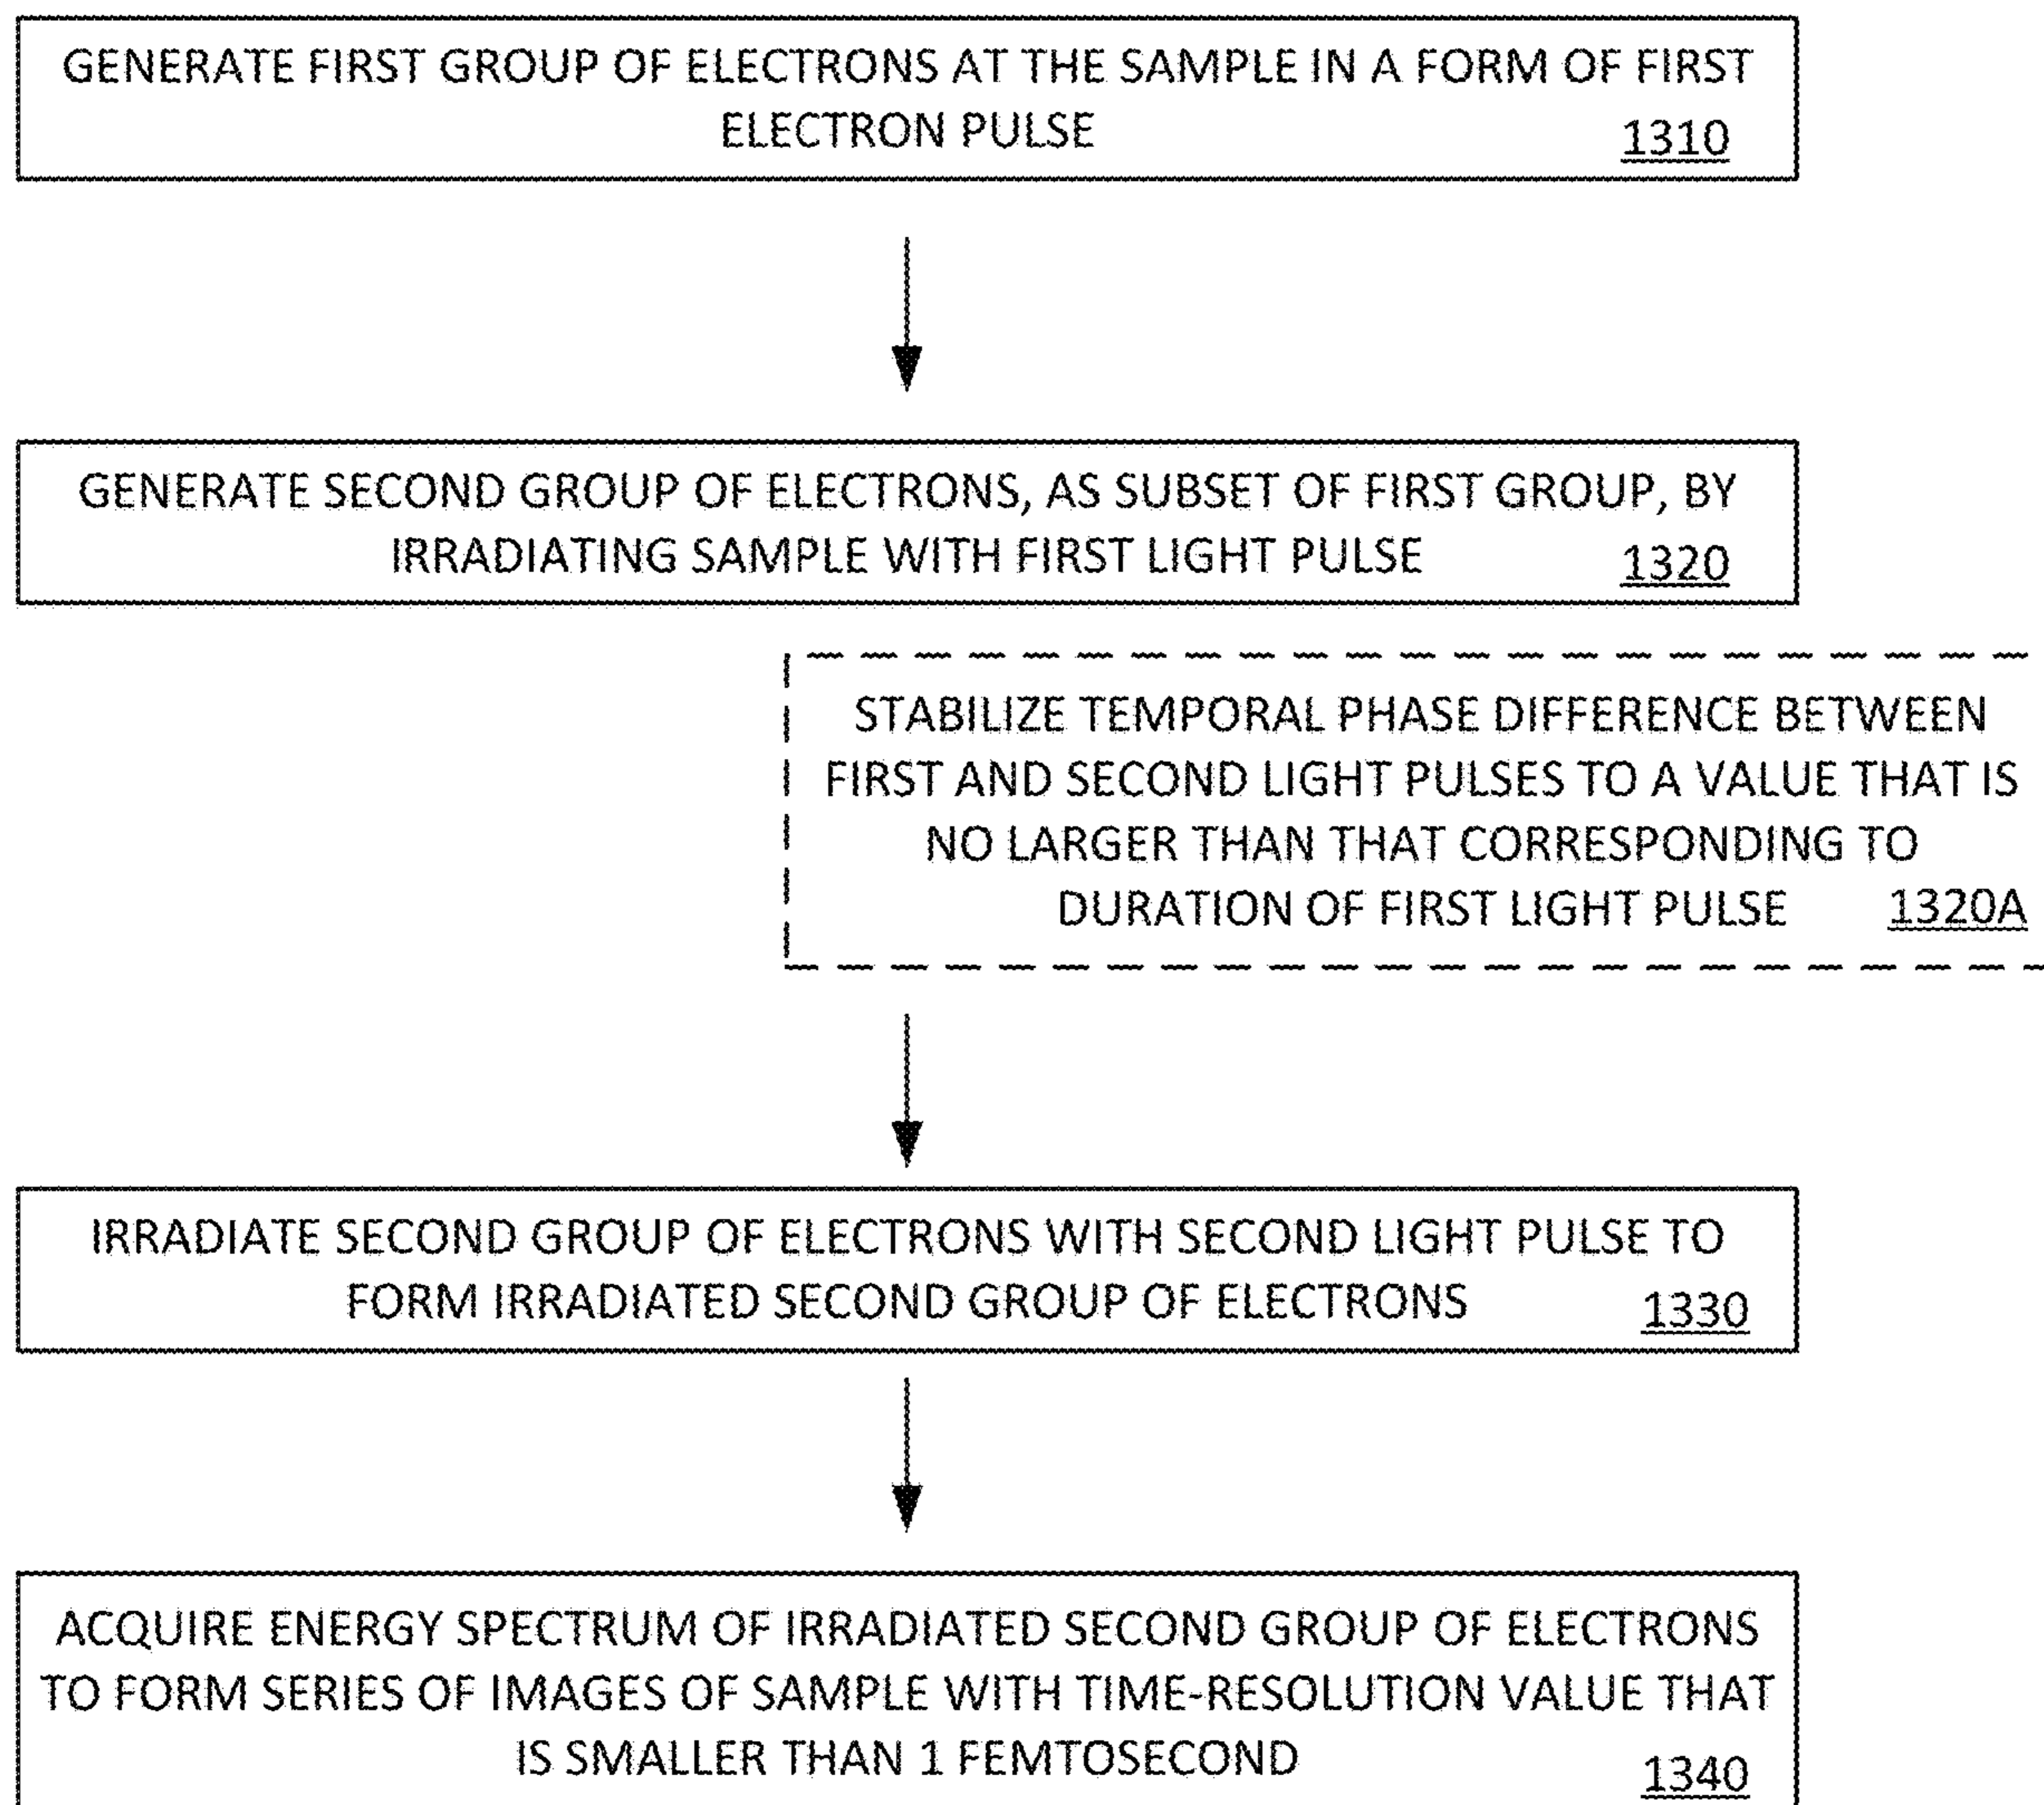 GENERATE FIRST GROUP OF ELECTRONS AT THE SAMPLE IN A FORM OF FIRST
ELECTRON PULSE 1310
GENERATE SECOND GROUP OF ELECTRONS, AS SUBSET OF FIRST GROUP, BY
IRRADIATING SAMPLE WITH FIRST LIGHT PULSE 1320
STABILIZE TEMPORAL PHASE DIFFERENCE BETWEEN
FIRST AND SECOND LIGHT PULSES TO A VALUE THAT IS
NO LARGER THAN THAT CORRESPONDING TO
DURATION OF FIRST LIGHT PULSE 1320A
IRRADIATE SECOND GROUP OF ELECTRONS WITH SECOND LIGHT PULSE TO
FORM IRRADIATED SECOND GROUP OF ELECTRONS 1330
ACQUIRE ENERGY SPECTRUM OF IRRADIATED SECOND GROUP OF ELECTRONS
TO FORM SERIES OF IMAGES OF SAMPLE WITH TIME-RESOLUTION VALUE THAT
IS SMALLER THAN 1 FEMTOSECOND 1340